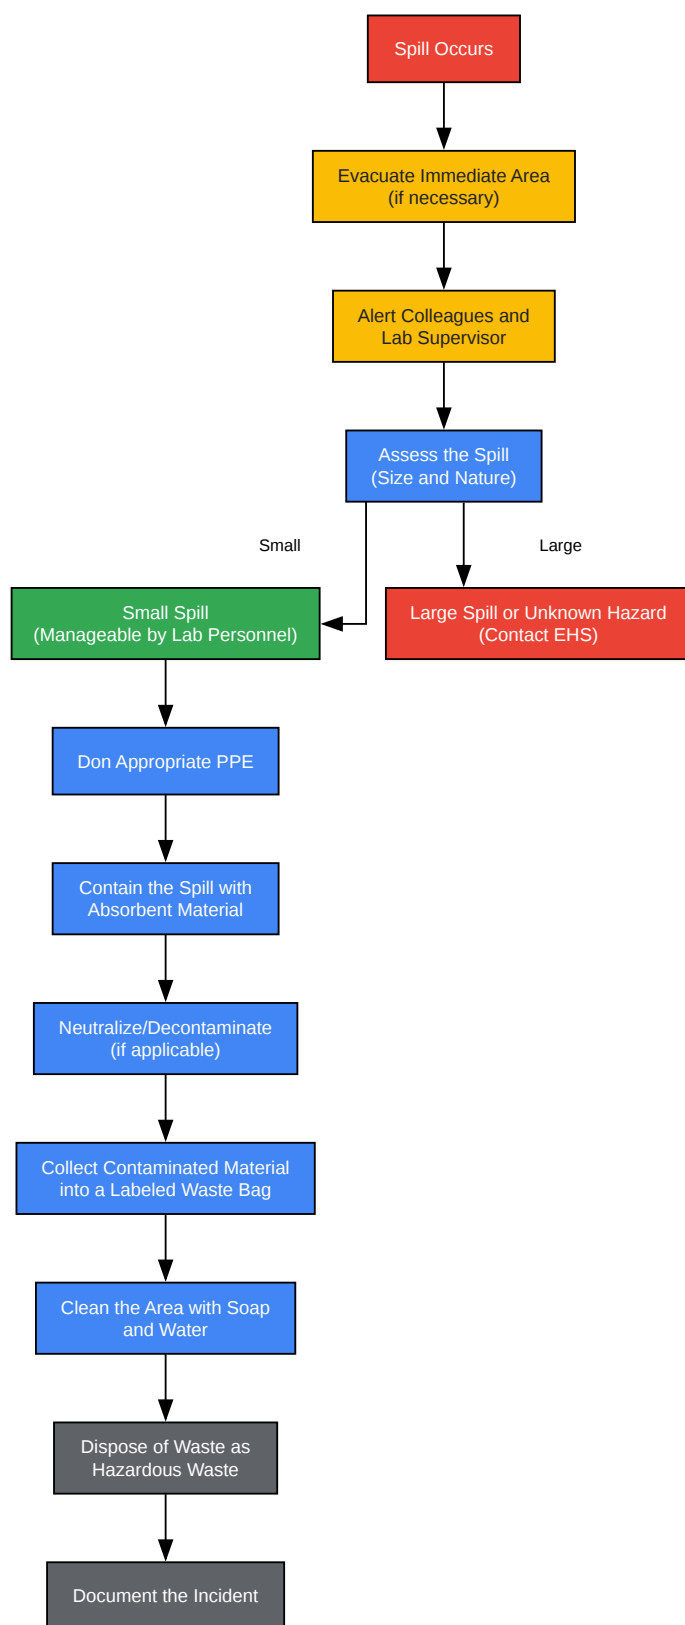 Spill Occurs
Evacuate Immediate Area
(if necessary)
Alert Colleagues and
Lab Supervisor
Assess the Spill
(Size and Nature)
Small
Large
Small Spill
(Manageable by Lab Personnel)
Large Spill or Unknown Hazard
(Contact EHS)
Don Appropriate PPE
Contain the Spill with
Absorbent Material
Neutralize/Decontaminate
(if applicable)
Collect Contaminated Material
into a Labeled Waste Bag
Clean the Area with Soap
and Water
Dispose of Waste as
Hazardous Waste
Document the Incident